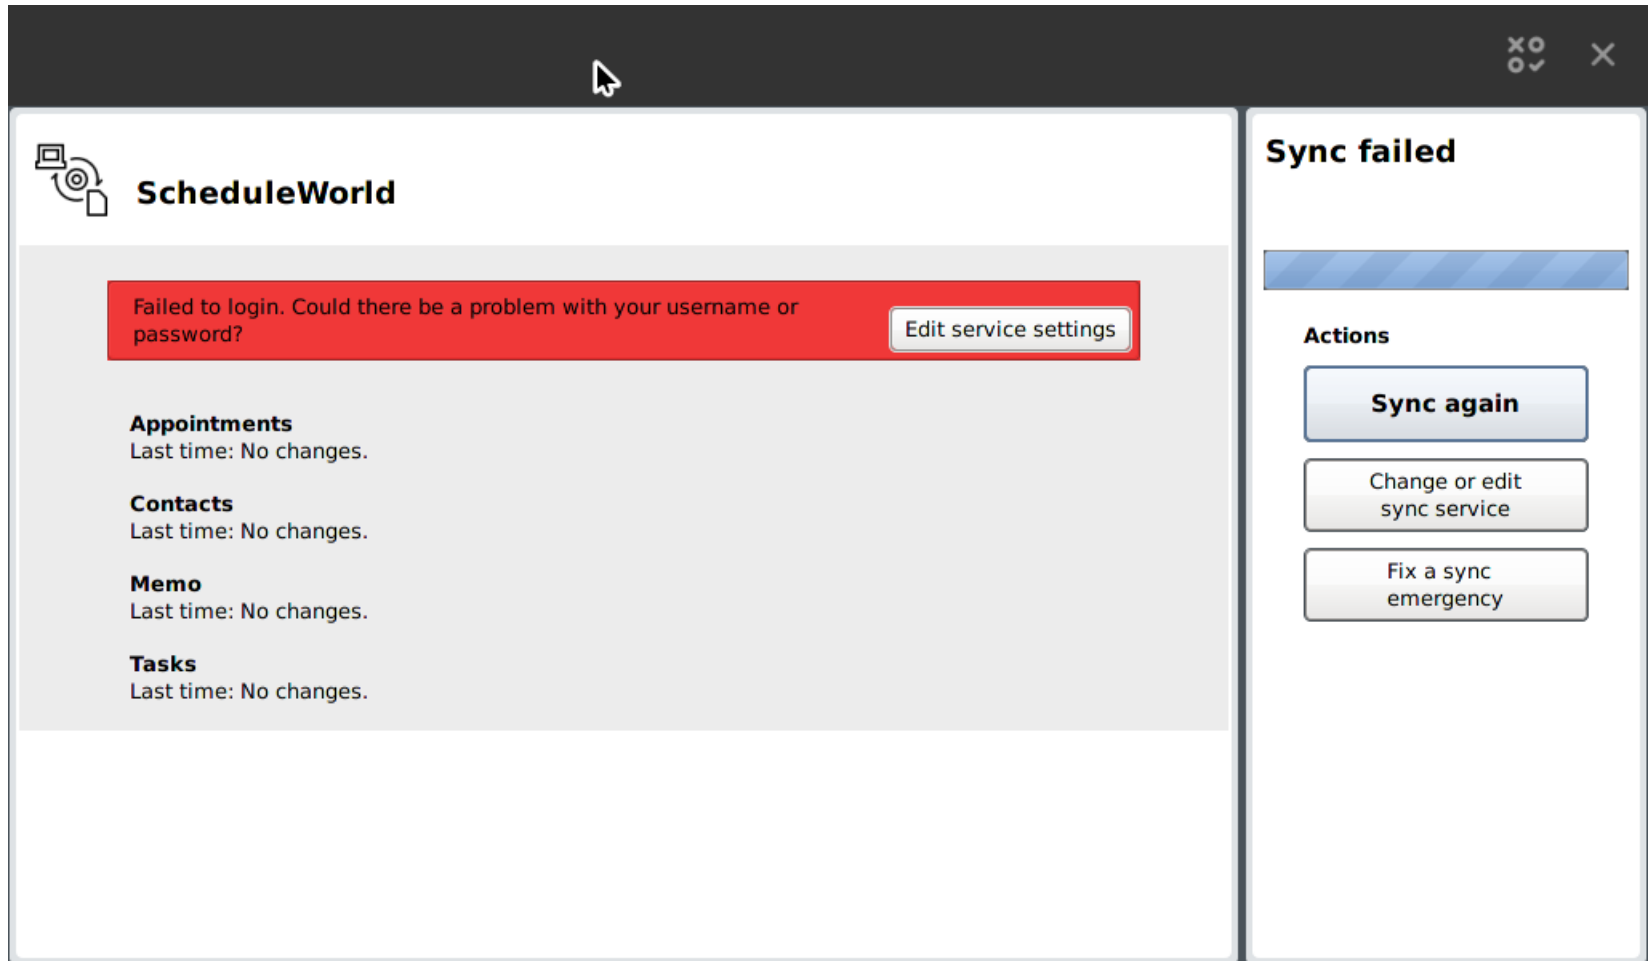 ScheduleWorld
Failed to login. Could there be a problem with your username or
password?
Edit service settings
Appointments
Last time: No changes.
Contacts
Last time: No changes.
Memo
Last time: No changes.
Tasks
Last time: No changes.
Sync failed
Actions
Sync again
Change or edit
sync service
Fix a sync
emergency